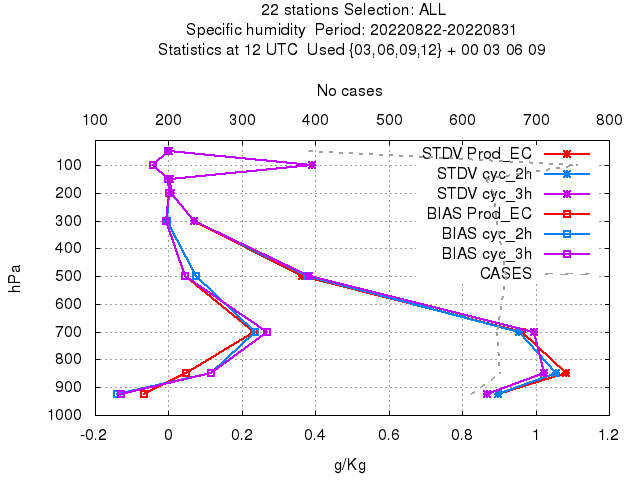 22 stations Selection: ALL
Specific humidity  Period: 20220822-20220831
Statistics at 12 UTC  Used {03,06,09,12} + 00 03 06 09
No cases
100 200 300 400 500 600 700 800
STDV Prod_EC
STDV cyc_2h
STDV cyc_3h
BIAS Prod_EC
BIAS cyc_2h
BIAS cyc_3h
CASES
hPa
100
200
300
400
500
600
700
800
900
1000
-0.2 0 0.2 0.4 0.6 0.8 1 1.2
g/Kg